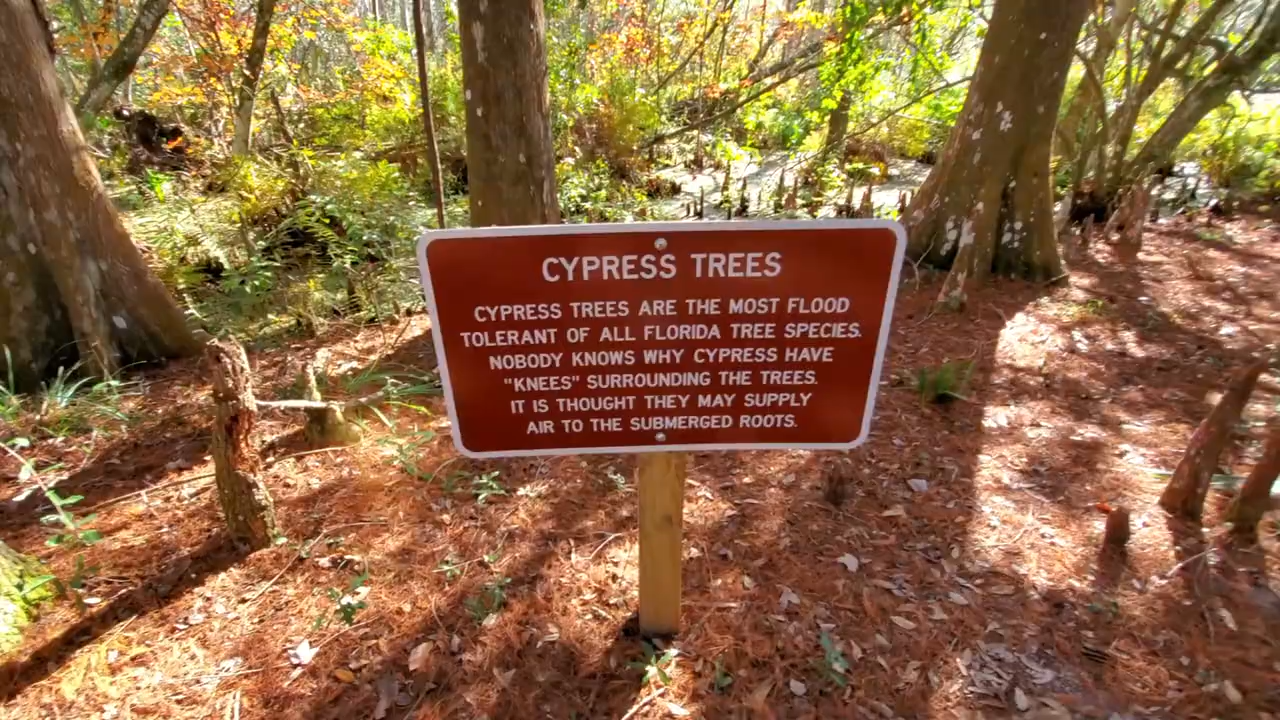 CYPRESS TREES
CYPRESS TREES ARE THE MOST FLOOD
TOLERANT OF ALL FLORIDA TREE SPECIES.
NOBODY KNOWS WHY CYPRESS HAVE
"KNEES" SURROUNDING THE TREES.
IT IS THOUGHT THEY MAY SUPPLY
AIR TO THE SUBMERGED ROOTS.